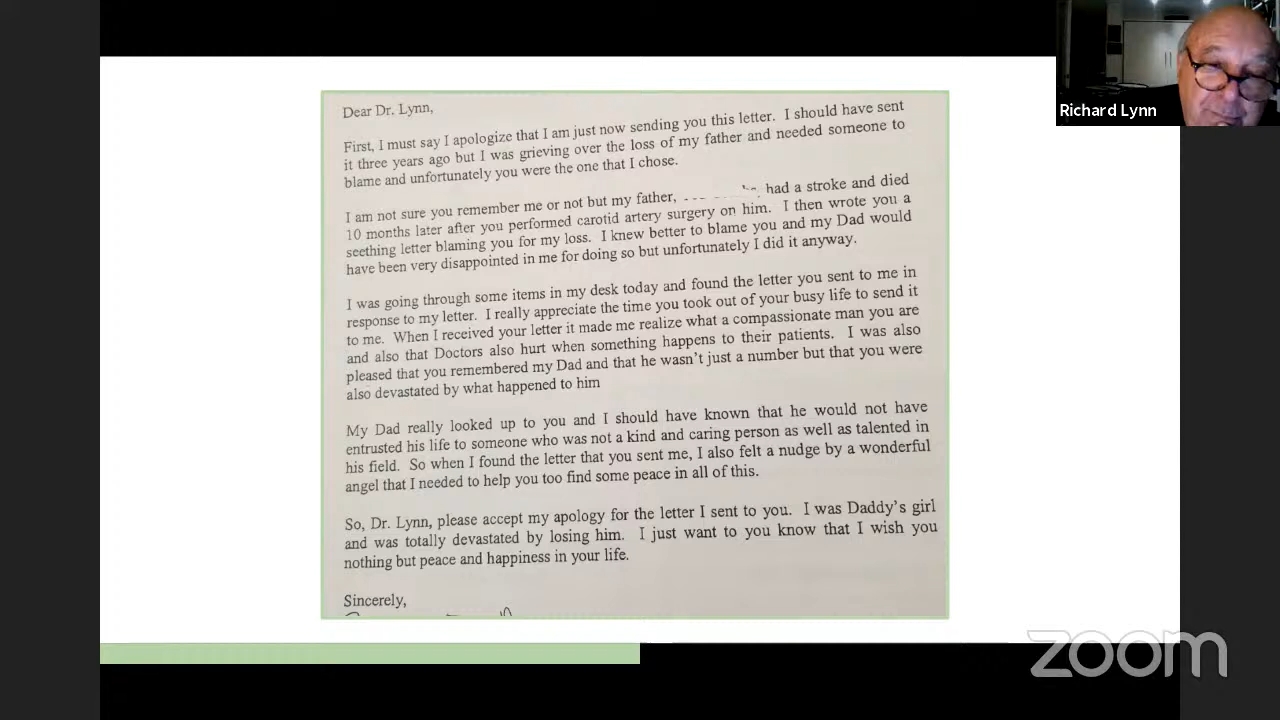 Dear Dr. Lynn,
First, I must say I apologize that I am just now sending you this letter. I should have sent
it three years ago but I was grieving over the loss of my father and needed someone to
blame and unfortunately you were the one that I chose.
I am not sure you remember me or not but my father, had a stroke and died
10 months later after you performed carotid artery surgery on him. I then wrote you a
seething letter blaming you for my loss. I knew better to blame you and my Dad would
have been very disappointed in me for doing so but unfortunately I did it anyway.
I was going through some items in my desk today and found the letter you sent to me in
response to my letter. I really appreciate the time you took out of your busy life to send it
to me. When I received your letter it made me realize what a compassionate man you are
and also that Doctors also hurt when something happens to their patients. I was also
pleased that you remembered my Dad and that he wasn't just a number but that you were
also devastated by what happened to him
My Dad really looked up to you and I should have known that he would not have
entrusted his life to someone who was not a kind and caring person as well as talented in
his field. So when I found the letter that you sent me, I also felt a nudge by a wonderful
angel that I needed to help you too find some peace in all of this.
So, Dr. Lynn, please accept my apology for the letter I sent to you. I was Daddy's girl
and was totally devastated by losing him. I just want to you know that I wish you
nothing but peace and happiness in your life.
Sincerely,
Richard Lynn
zoom